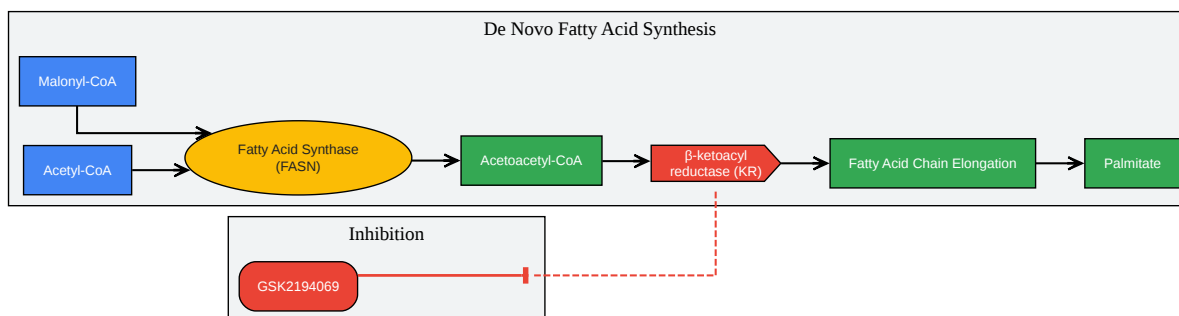 De Novo Fatty Acid Synthesis
Malonyl-CoA
Acetyl-CoA
Fatty Acid Synthase
(FASN)
Acetoacetyl-CoA
β-ketoacyl
reductase (KR)
Fatty Acid Chain Elongation
Palmitate
Inhibition
GSK2194069